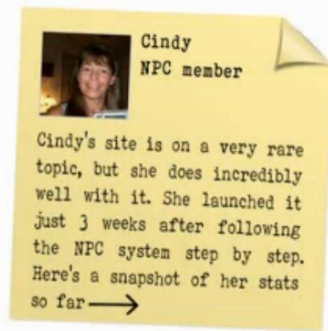 Cindy
NPC member
Cindy's site is on a very rare
topic, but she does incredibly
well with it. She launched it
just 3 weeks after following
the NPC system step by step.
Here's a snapshot of her stats
so far